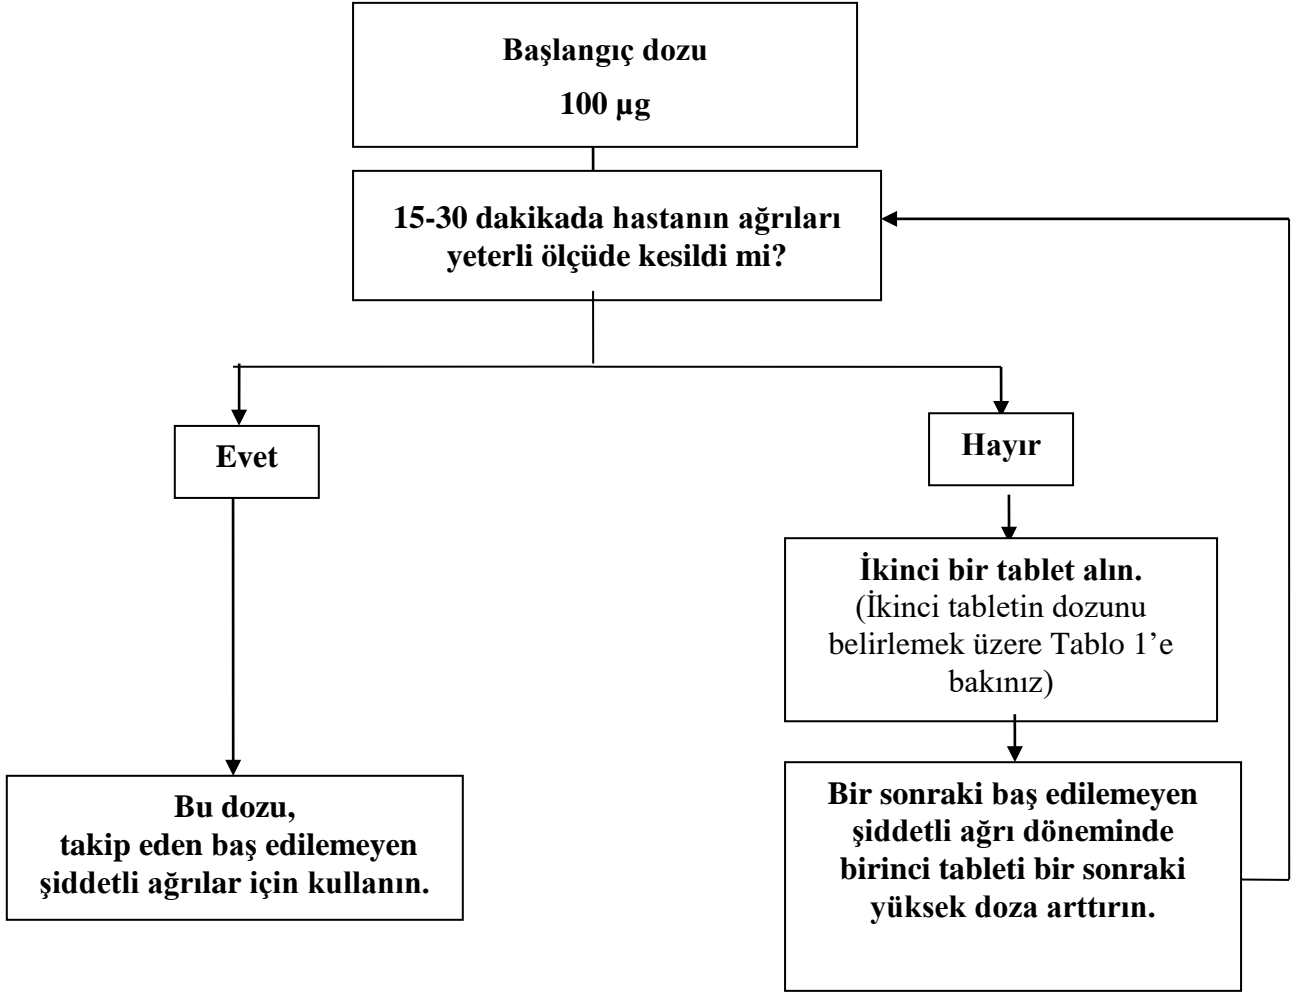 Başlangıç dozu
100 µg
15-30 dakikada hastanın ağrıları
yeterli ölçüde kesildi mi?
Evet
Hayır
İkinci bir tablet alın.
(İkinci tabletin dozunu
belirlemek üzere Tablo 1’e
bakınız)
Bu dozu,
takip eden baş edilemeyen
şiddetli ağrılar için kullanın.
Bir sonraki baş edilemeyen
şiddetli ağrı döneminde
birinci tableti bir sonraki
yüksek doza arttırın.